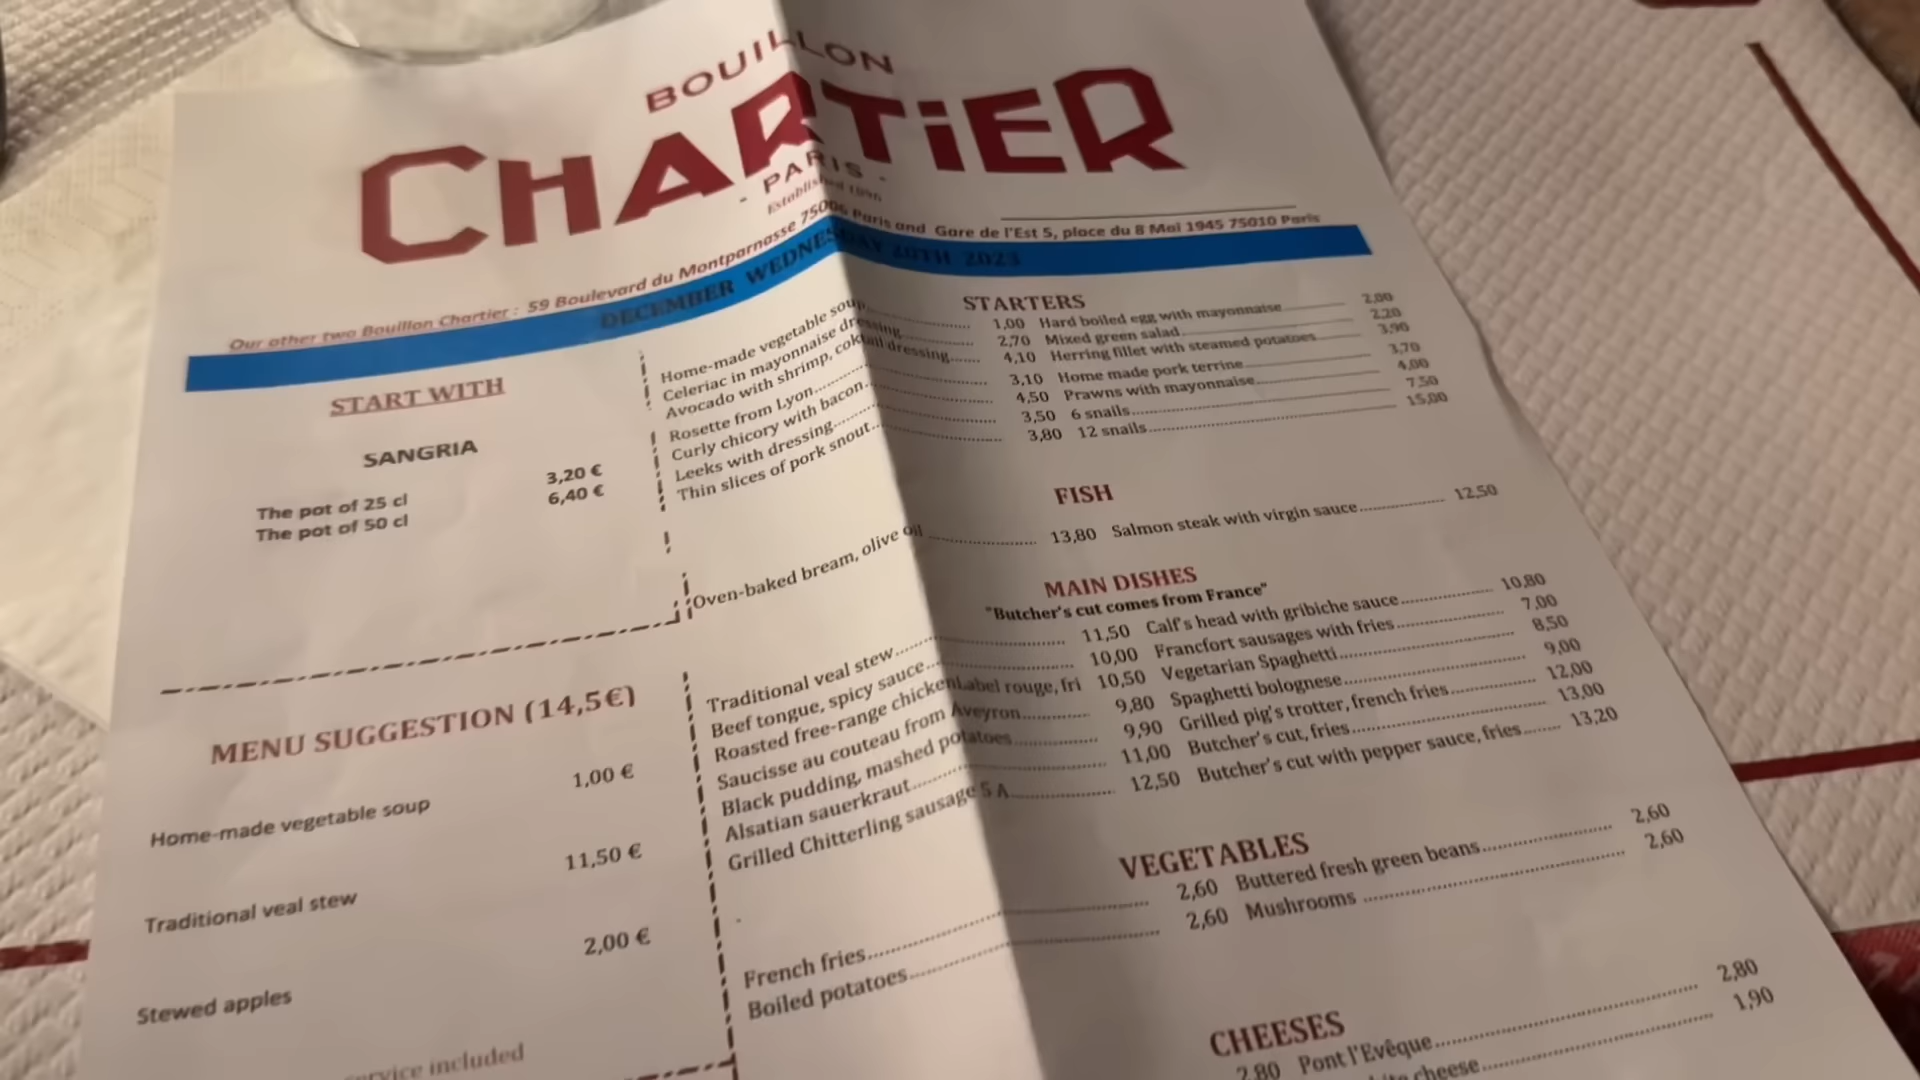 BOUILLON
CHARTiER
- PARIS -
Established 1896
Our other two Bouillon Chartier : 59 Boulevard du Montparnasse 75006 Paris and Gare de l'Est 5, place du 8 Mai 1945 75010 Paris
DECEMBER WEDNESDAY 20TH 2023
START WITH
SANGRIA
The pot of 25 cl 3,20 €
The pot of 50 cl 6,40 €
MENU SUGGESTION (14,5€)
1,00 €
Home-made vegetable soup
11,50 €
Traditional veal stew
2,00 €
Stewed apples
service included
STARTERS
Home-made vegetable soup 1,00 Hard boiled egg with mayonnaise 2,00
Celeriac in mayonnaise dressing 2,70 Mixed green salad 2,20
Avocado with shrimp, coktail dressing 4,10 Herring fillet with steamed potatoes 3,90
Rosette from Lyon 3,10 Home made pork terrine 3,70
Curly chicory with bacon 4,50 Prawns with mayonnaise 4,00
Leeks with dressing 3,50 6 snails 7,50
Thin slices of pork snout 3,80 12 snails 15,00
FISH
Oven-baked bream, olive oil 13,80 Salmon steak with virgin sauce 12,50
MAIN DISHES
"Butcher's cut comes from France"
Traditional veal stew 11,50 Calf's head with gribiche sauce 10,80
Beef tongue, spicy sauce 10,00 Francfort sausages with fries 7,00
Roasted free-range chicken Label rouge, fri 10,50 Vegetarian Spaghetti 8,50
Saucisse au couteau from Aveyron 9,80 Spaghetti bolognese 9,00
Black pudding, mashed potatoes 9,90 Grilled pig's trotter, french fries 12,00
Alsatian sauerkraut 11,00 Butcher's cut, fries 13,00
Grilled Chitterling sausage 5 A 12,50 Butcher's cut with pepper sauce, fries 13,20
VEGETABLES
French fries 2,60 Buttered fresh green beans 2,60
Boiled potatoes 2,60 Mushrooms 2,60
CHEESES
2,80 Pont l'Evêque 2,80
cheese 1,90